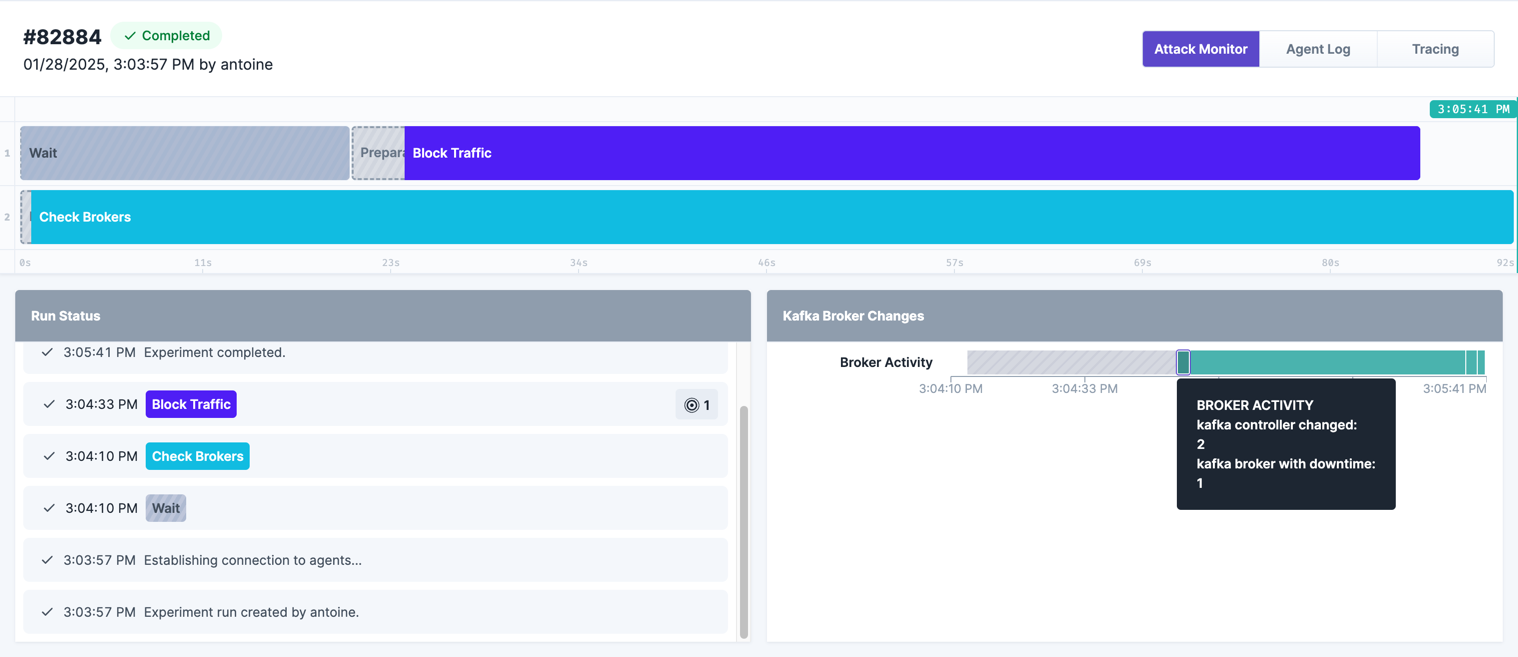 #82884 Completed
01/28/2025, 3:03:57 PM by antoine
Attack Monitor Agent Log Tracing
3:05:41 PM
1 Wait Prepara Block Traffic
2 Check Brokers
0s 11s 23s 34s 46s 57s 69s 80s 92s
Run Status
3:05:41 PM Experiment completed.
3:04:33 PM Block Traffic 1
3:04:10 PM Check Brokers
3:04:10 PM Wait
3:03:57 PM Establishing connection to agents...
3:03:57 PM Experiment run created by antoine.
Kafka Broker Changes
Broker Activity
3:04:10 PM 3:04:33 PM 3:05:41 PM
BROKER ACTIVITY
kafka controller changed:
2
kafka broker with downtime:
1